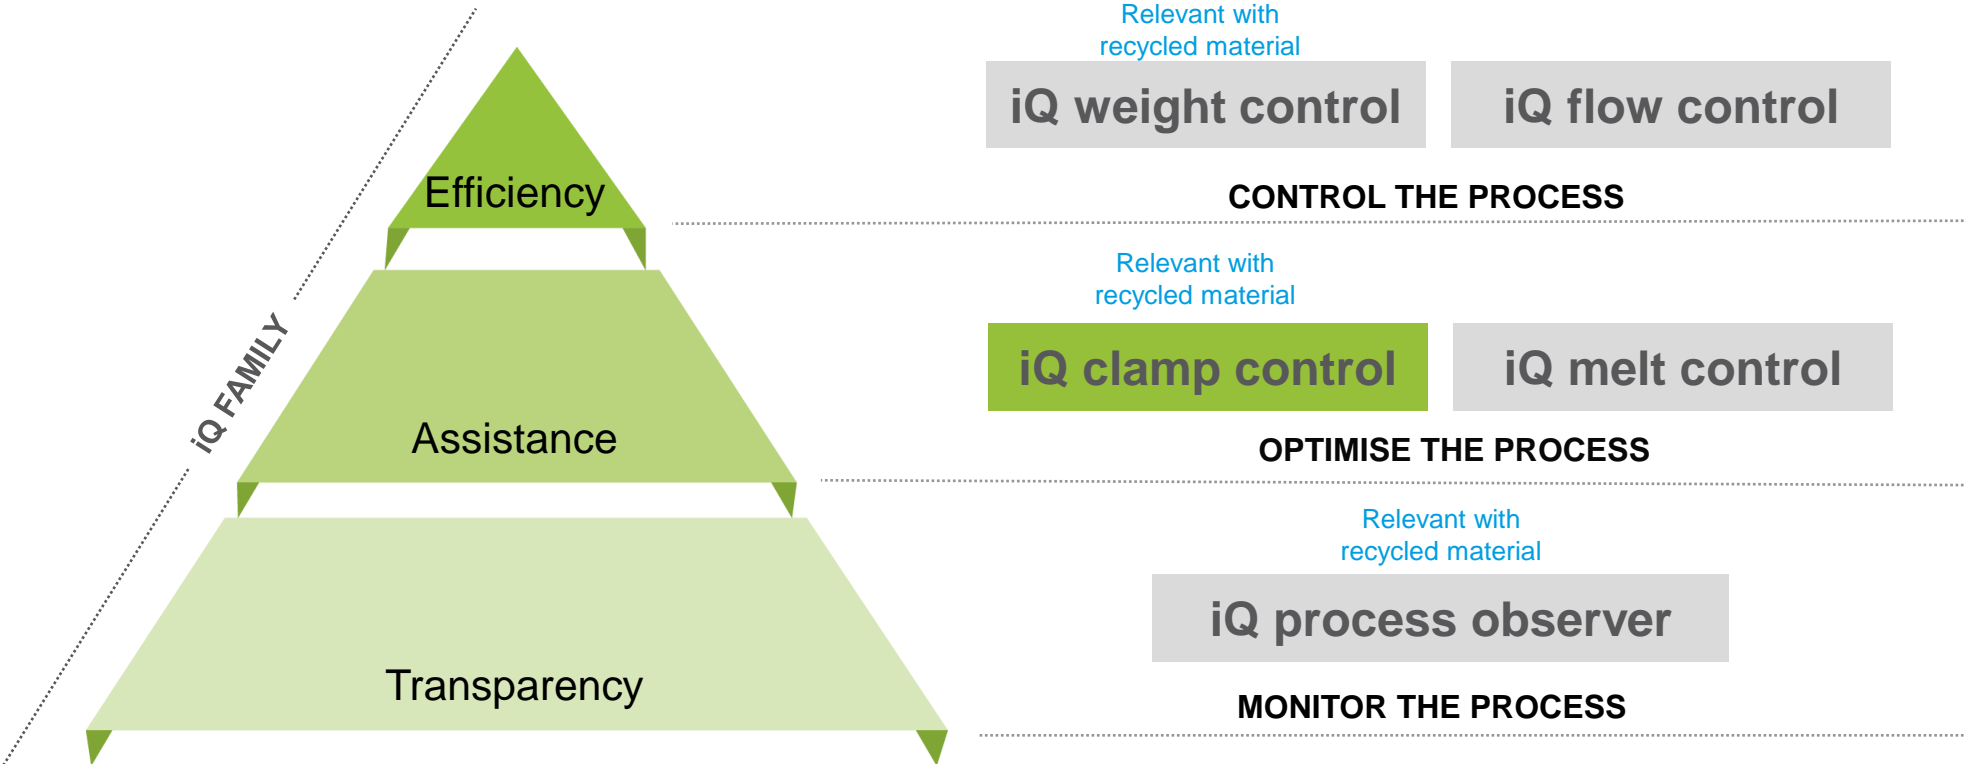 Relevant with
recycled material
iQ weight control
iQ flow control
Efficiency
CONTROL THE PROCESS
Relevant with
recycled material
iQ FAMILY
iQ clamp control
iQ melt control
Assistance
OPTIMISE THE PROCESS
Relevant with
recycled material
iQ process observer
Transparency
MONITOR THE PROCESS